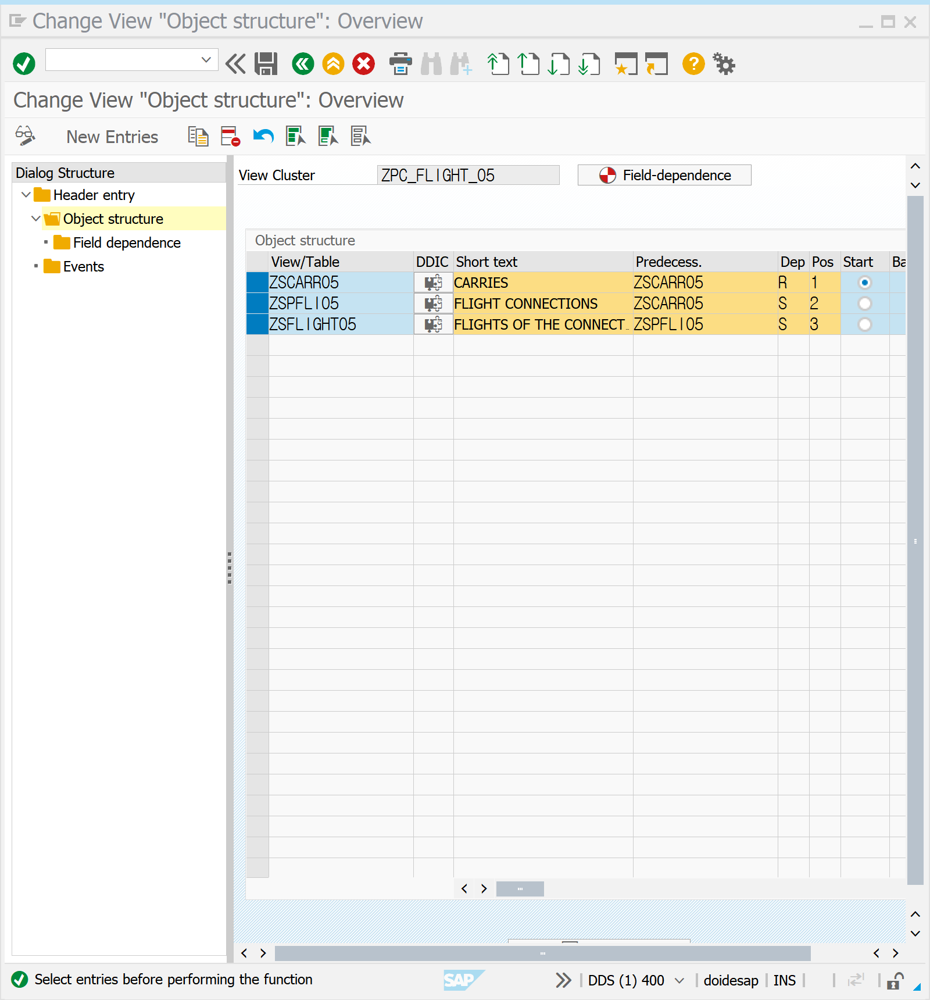 Change View "Object structure": Overview
Change View "Object structure": Overview
New Entries
Dialog Structure
Header entry
Object structure
Field dependence
Events
View Cluster ZPC_FLIGHT_05 Field-dependence
Object structure
View/Table DDIC Short text Predecess. Dep Pos Start Ba
ZSCARR05 CARRIES ZSCARR05 R 1
ZSPFLI05 FLIGHT CONNECTIONS ZSCARR05 S 2
ZSFLIGHT05 FLIGHTS OF THE CONNECT… ZSPFLI05 S 3
Select entries before performing the function SAP DDS (1) 400 doidesap INS